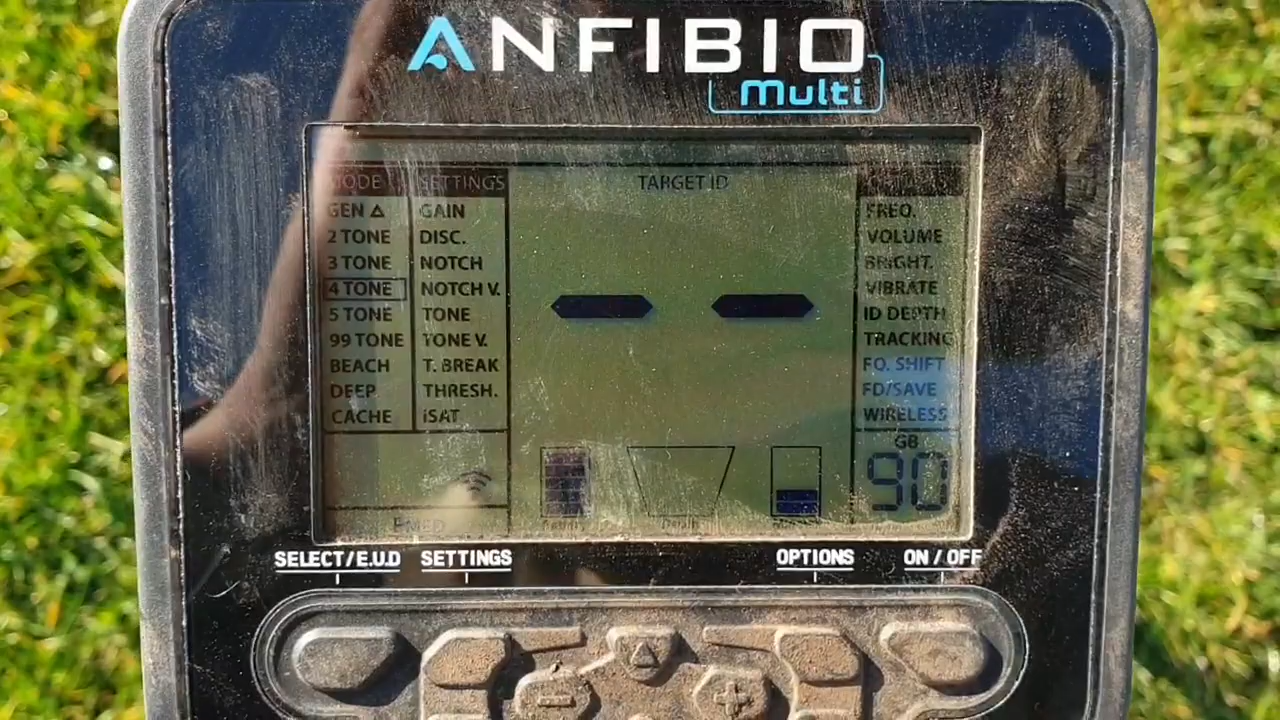 ANFIBIO
Multi
MODE SETTINGS TARGET ID
GEN Δ GAIN FREQ.
2 TONE DISC. VOLUME
3 TONE NOTCH BRIGHT.
4 TONE NOTCH V. VIBRATE
5 TONE TONE ID DEPTH
99 TONE TONE V. TRACKING
BEACH T. BREAK FQ. SHIFT
DEEP THRESH. FD/SAVE
CACHE iSAT WIRELESS
GB
90
Battery Depth
SELECT/E.U.D SETTINGS OPTIONS ON / OFF